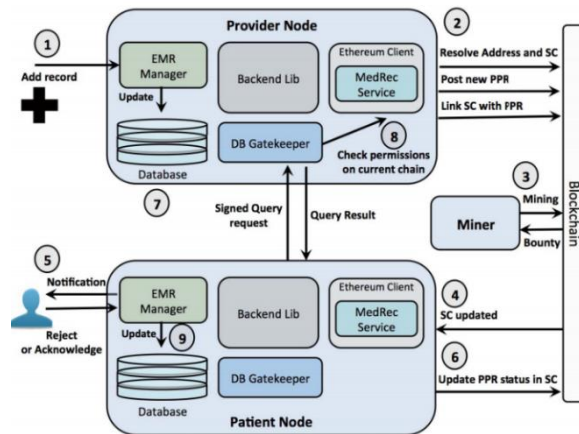 Provider Node
1
Add record
EMR
Manager
Update
Database
Backend Lib
DB Gatekeeper
Ethereum Client
MedRec
Service
8
Check permissions
on current chain
2
Resolve Address and SC
Post new PPR
Link SC with PPR
Blockchain
3
Mining
Bounty
Miner
7
Signed Query
request
Query Result
5
Notification
Reject
or Acknowledge
EMR
Manager
Update
9
Database
Backend Lib
DB Gatekeeper
Ethereum Client
MedRec
Service
4
SC updated
6
Update PPR status in SC
Patient Node